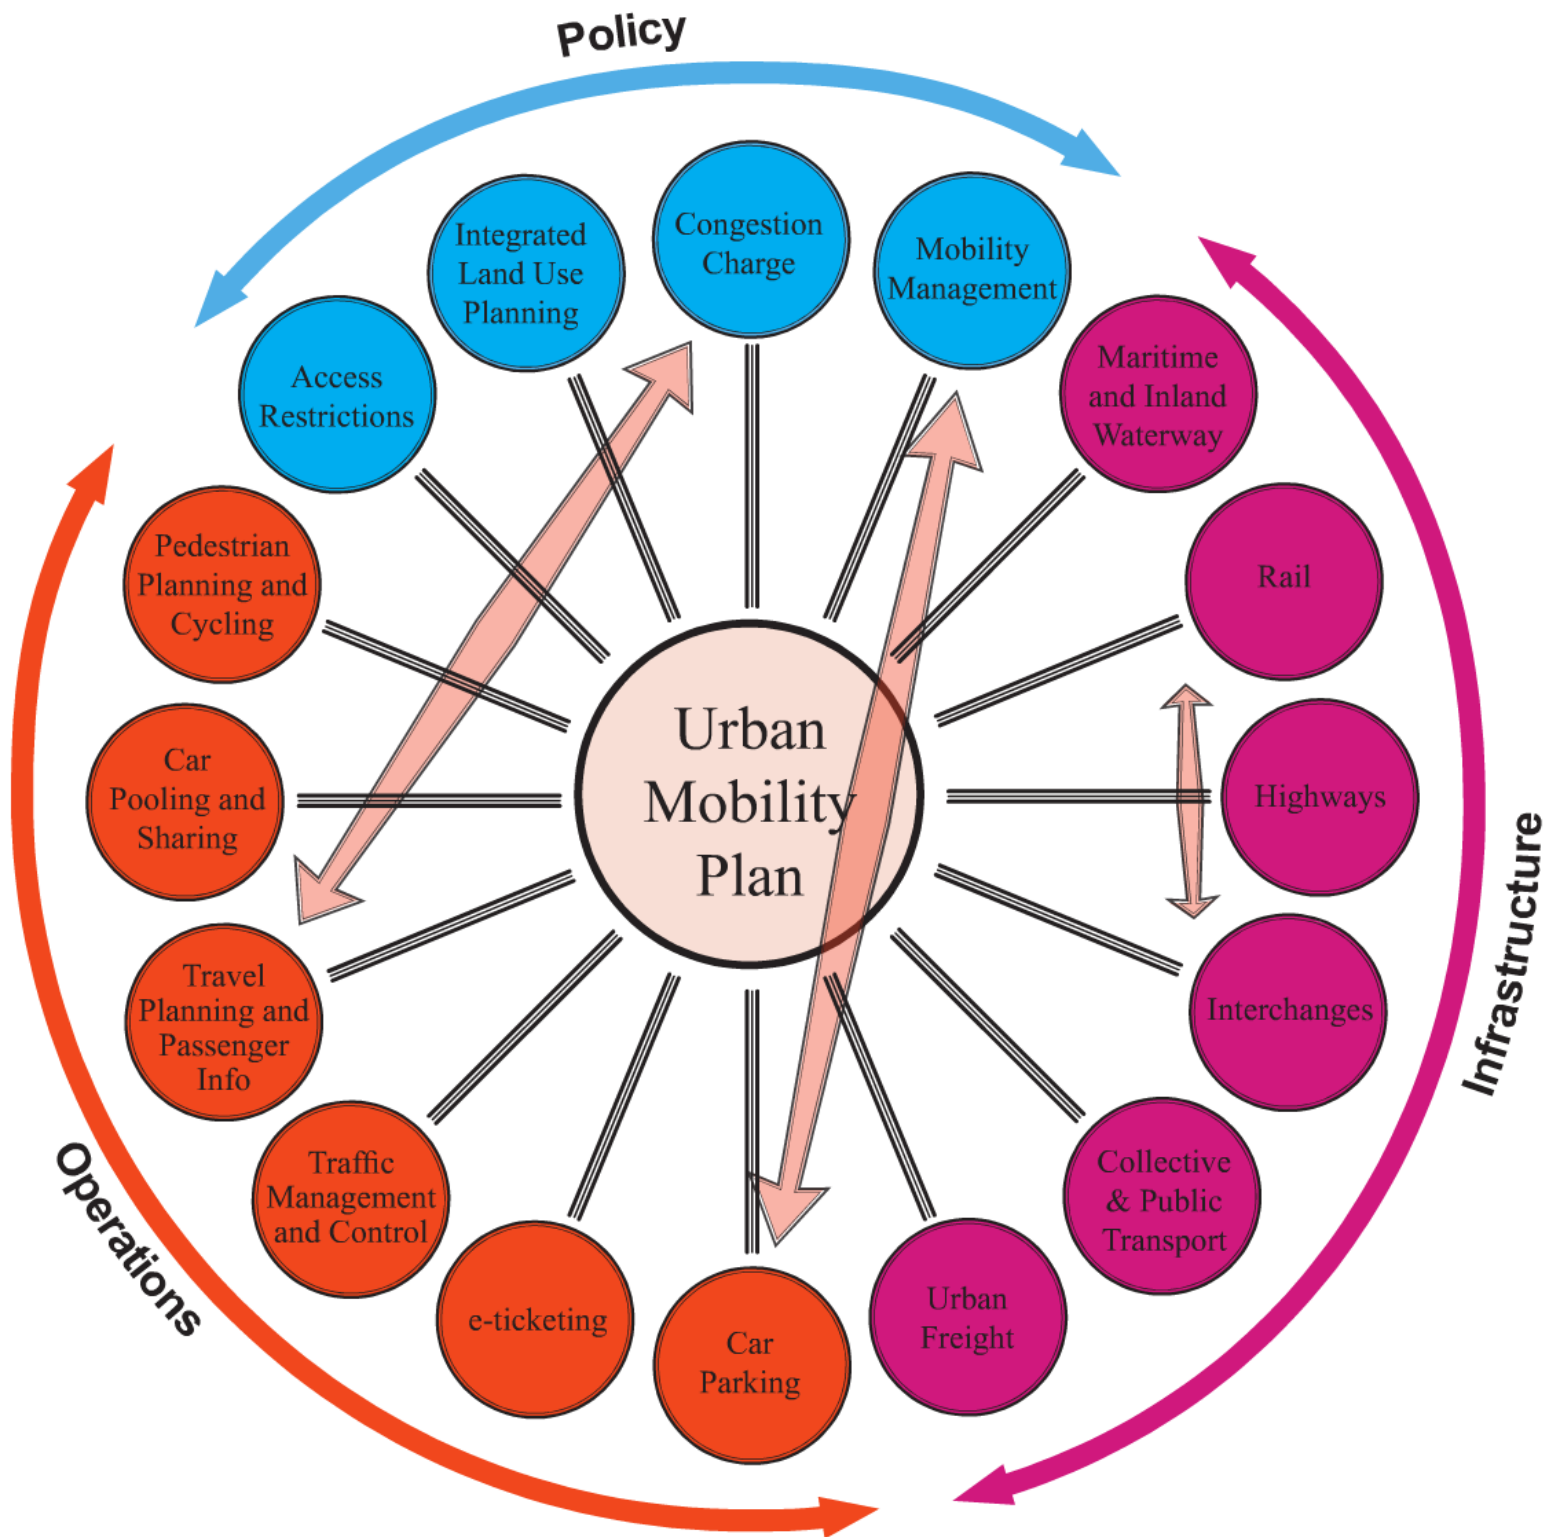 Policy
Integrated
Land Use
Planning
Congestion
Charge
Mobility
Management
Access
Restrictions
Maritime
and Inland
Waterway
Pedestrian
Planning and
Cycling
Rail
Car
Pooling and
Sharing
Urban
Mobility
Plan
Highways
Infrastructure
Travel
Planning and
Passenger
Info
Interchanges
Operations
Traffic
Management
and Control
Collective
& Public
Transport
e-ticketing
Car
Parking
Urban
Freight